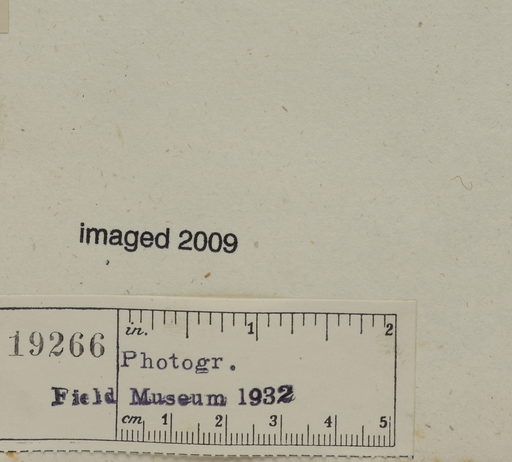 imaged 2009
in. 1 2
19266
Photogr.
Field Museum 1932
cm 1 2 3 4 5